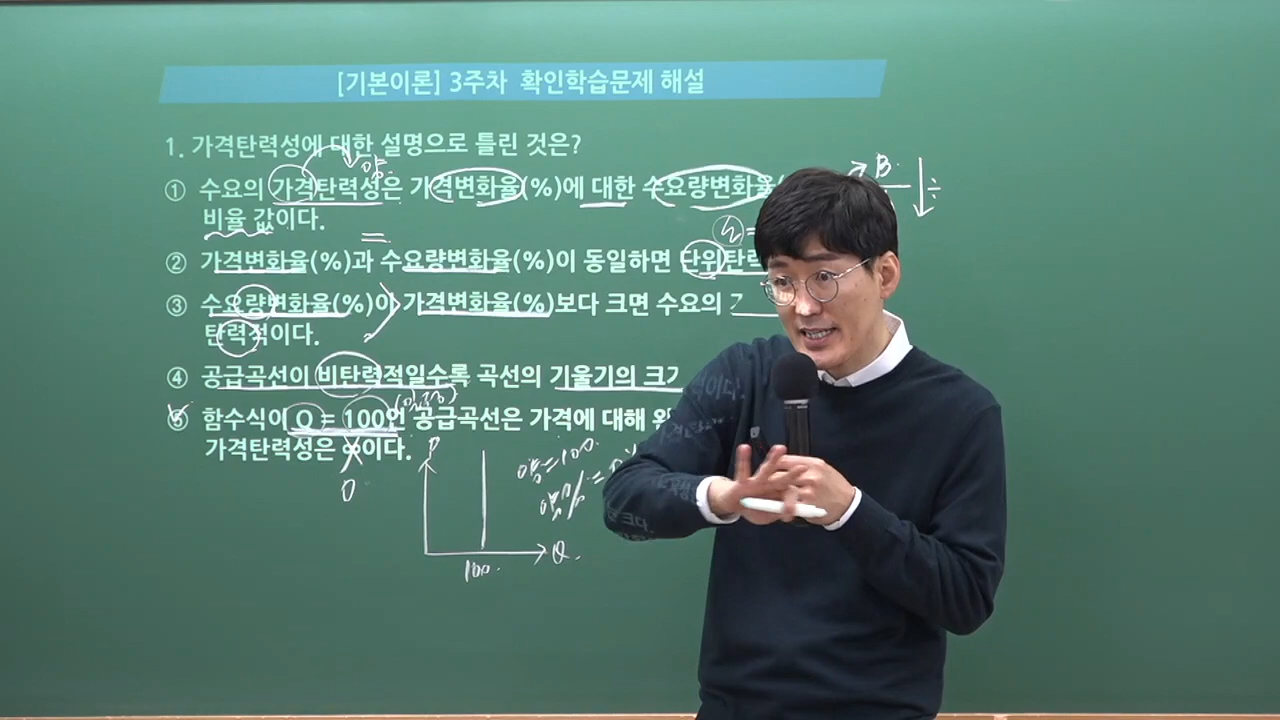 [기본이론] 3주차 확인학습문제 해설
1. 가격탄력성에 대한 설명으로 틀린 것은?
양
① 수요의 가격탄력성은 가격변화율(%)에 대한 수요량변화율
비율 값이다.
② 가격변화율(%)과 수요량변화율(%)이 동일하면 단위탄력
③ 수요량변화율(%)이 가격변화율(%)보다 크면 수요의
탄력적이다.
④ 공급곡선이 비탄력적일수록 곡선의 기울기의 크기
⑤ 함수식이 Q = 100인 공급곡선은 가격에 대해
가격탄력성은 ∞이다.
0
P
양=100
100
Q